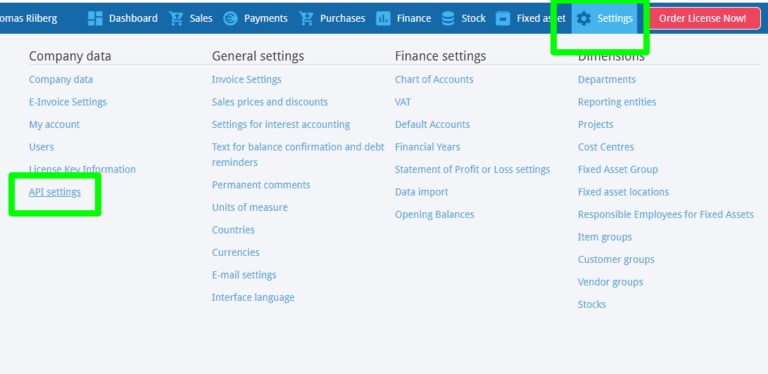 omas Riiberg Dashboard Sales Payments Purchases Finance Stock Fixed asset Settings Order License Now!
Company data General settings Finance settings Dimensions
Company data Invoice Settings Chart of Accounts Departments
E-Invoice Settings Sales prices and discounts VAT Reporting entities
My account Settings for interest accounting Default Accounts Projects
Users Text for balance confirmation and debt Financial Years Cost Centres
reminders
License Key Information Statement of Profit or Loss settings Fixed Asset Group
API settings Permanent comments Data import Fixed asset locations
Units of measure Opening Balances Responsible Employees for Fixed Assets
Countries Item groups
Currencies Customer groups
E-mail settings Vendor groups
Interface language Stocks